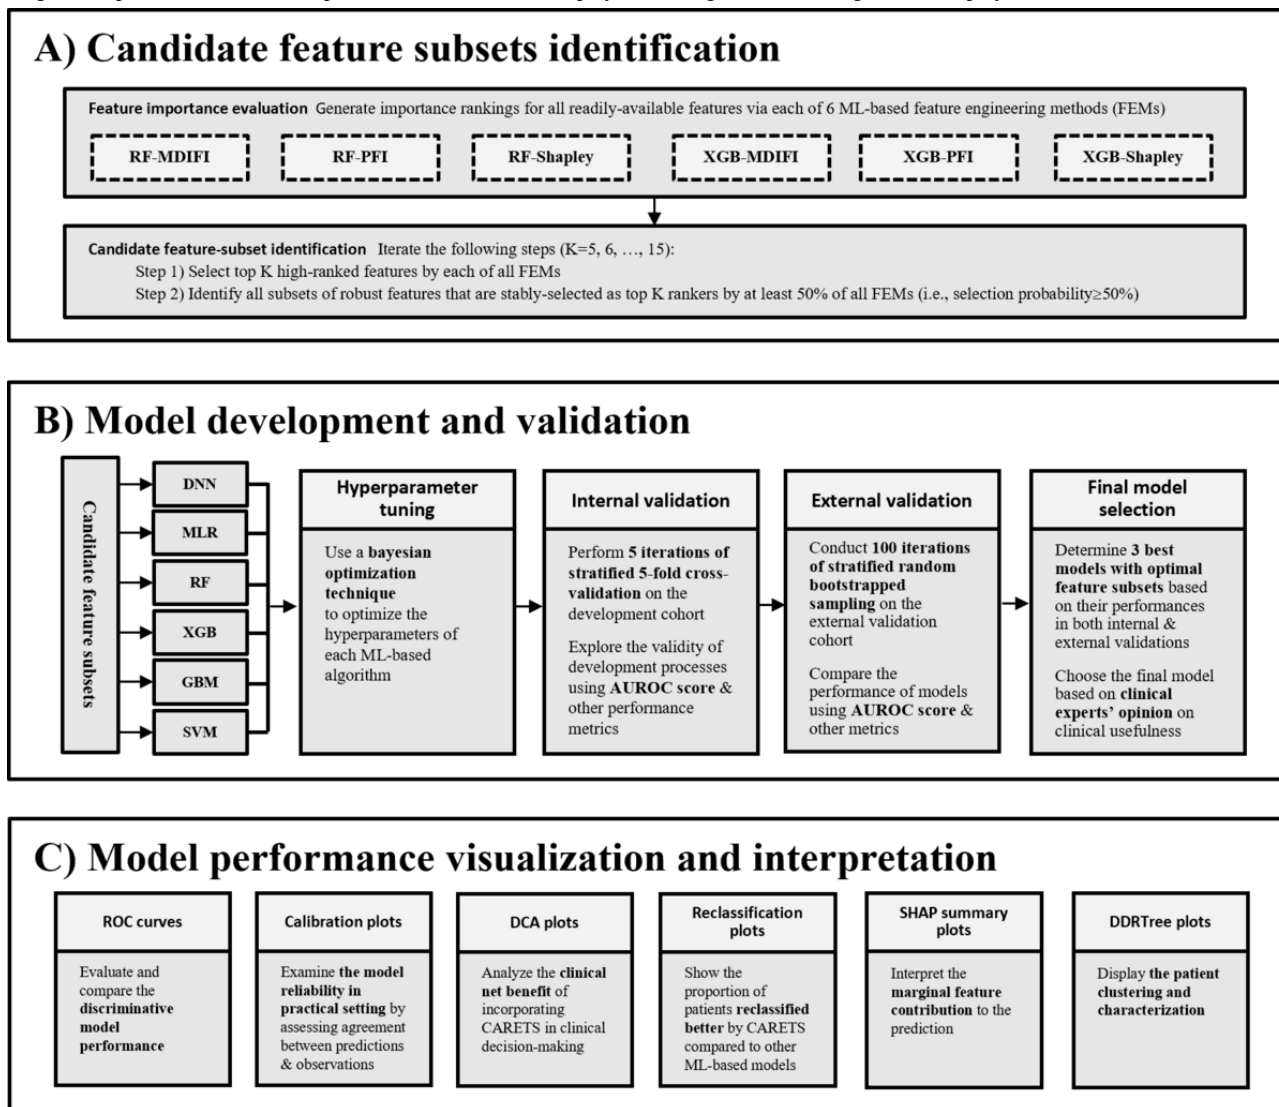 A) Candidate feature subsets identification
Feature importance evaluation Generate importance rankings for all readily-available features via each of 6 ML-based feature engineering methods (FEMs)
RF-MDIFI
RF-PFI
RF-Shapley
XGB-MDIFI
XGB-PFI
XGB-Shapley
Candidate feature-subset identification Iterate the following steps (K=5, 6, …, 15):
Step 1) Select top K high-ranked features by each of all FEMs
Step 2) Identify all subsets of robust features that are stably-selected as top K rankers by at least 50% of all FEMs (i.e., selection probability≥50%)
B) Model development and validation
Candidate feature subsets
DNN
MLR
RF
XGB
GBM
SVM
Hyperparameter
tuning
Use a bayesian
optimization
technique
to optimize the
hyperparameters of
each ML-based
algorithm
Internal validation
Perform 5 iterations of
stratified 5-fold cross-
validation on the
development cohort
Explore the validity of
development processes
using AUROC score &
other performance
metrics
External validation
Conduct 100 iterations
of stratified random
bootstrapped
sampling on the
external validation
cohort
Compare the
performance of models
using AUROC score &
other metrics
Final model
selection
Determine 3 best
models with optimal
feature subsets based
on their performances
in both internal &
external validations
Choose the final model
based on clinical
experts' opinion on
clinical usefulness
C) Model performance visualization and interpretation
ROC curves
Evaluate and
compare the
discriminative
model
performance
Calibration plots
Examine the model
reliability in
practical setting by
assessing agreement
between predictions
& observations
DCA plots
Analyze the clinical
net benefit of
incorporating
CARETS in clinical
decision-making
Reclassification
plots
Show the
proportion of
patients reclassified
better by CARETS
compared to other
ML-based models
SHAP summary
plots
Interpret the
marginal feature
contribution to the
prediction
DDRTree plots
Display the patient
clustering and
characterization